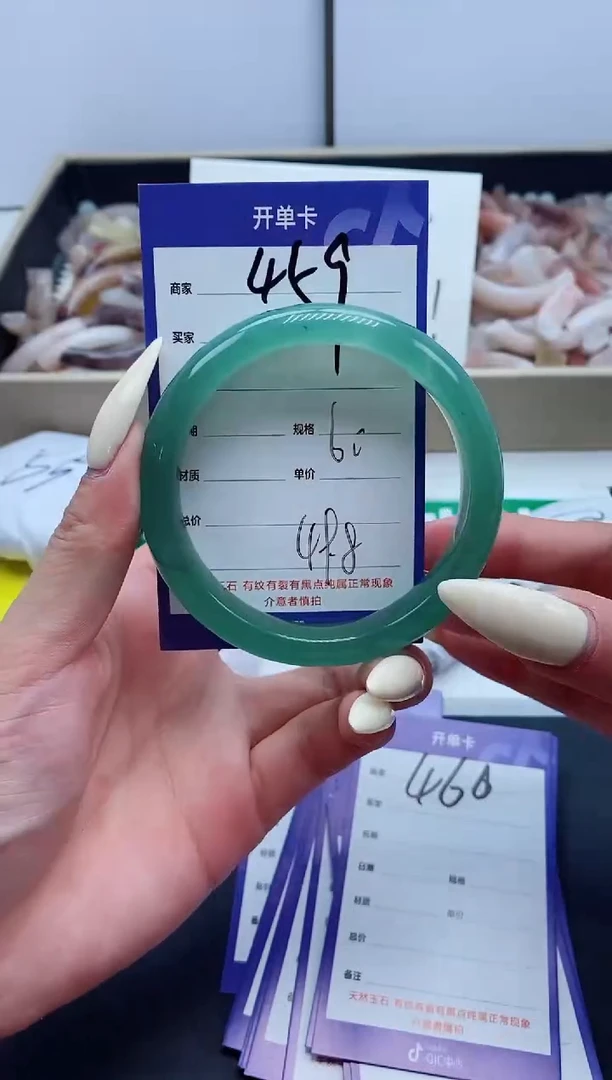 开单卡
商家 459
买家
规格 60
材质 单价
总价
498
玉石 有纹有裂有黑点纯属正常现象
介意者慎拍
开单卡
460
日期 规格
材质 单价
总价
备注
天然玉石 有纹有裂有黑点纯属正常现象
介意者慎拍